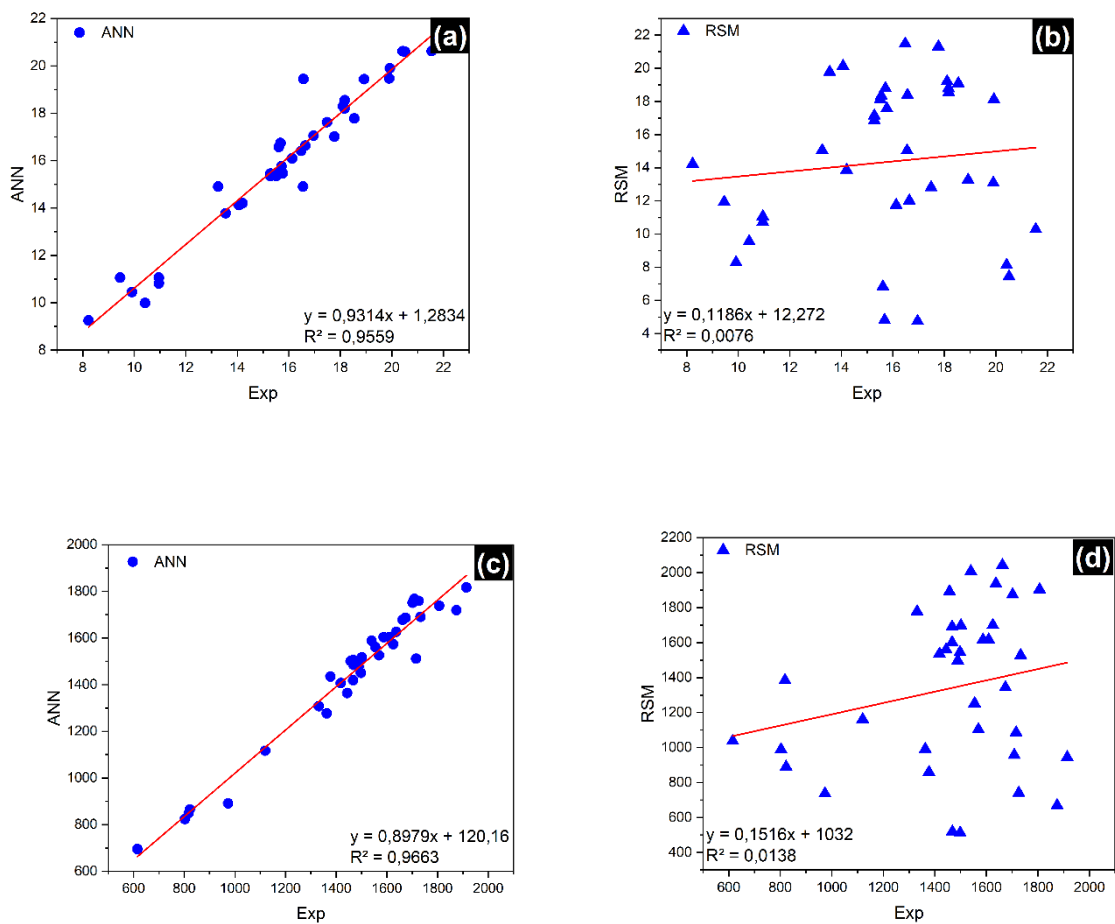 ANN
(a)
22
20
18
16
14
12
10
8
ANN
y = 0,9314x + 1,2834
R² = 0,9559
8 10 12 14 16 18 20 22
Exp
RSM
(b)
22
20
18
16
14
12
10
8
6
4
RSM
y = 0,1186x + 12,272
R² = 0,0076
8 10 12 14 16 18 20 22
Exp
ANN
(c)
2000
1800
1600
1400
1200
1000
800
600
ANN
y = 0,8979x + 120,16
R² = 0,9663
600 800 1000 1200 1400 1600 1800 2000
Exp
RSM
(d)
2200
2000
1800
1600
1400
1200
1000
800
600
400
RSM
y = 0,1516x + 1032
R² = 0,0138
600 800 1000 1200 1400 1600 1800 2000
Exp